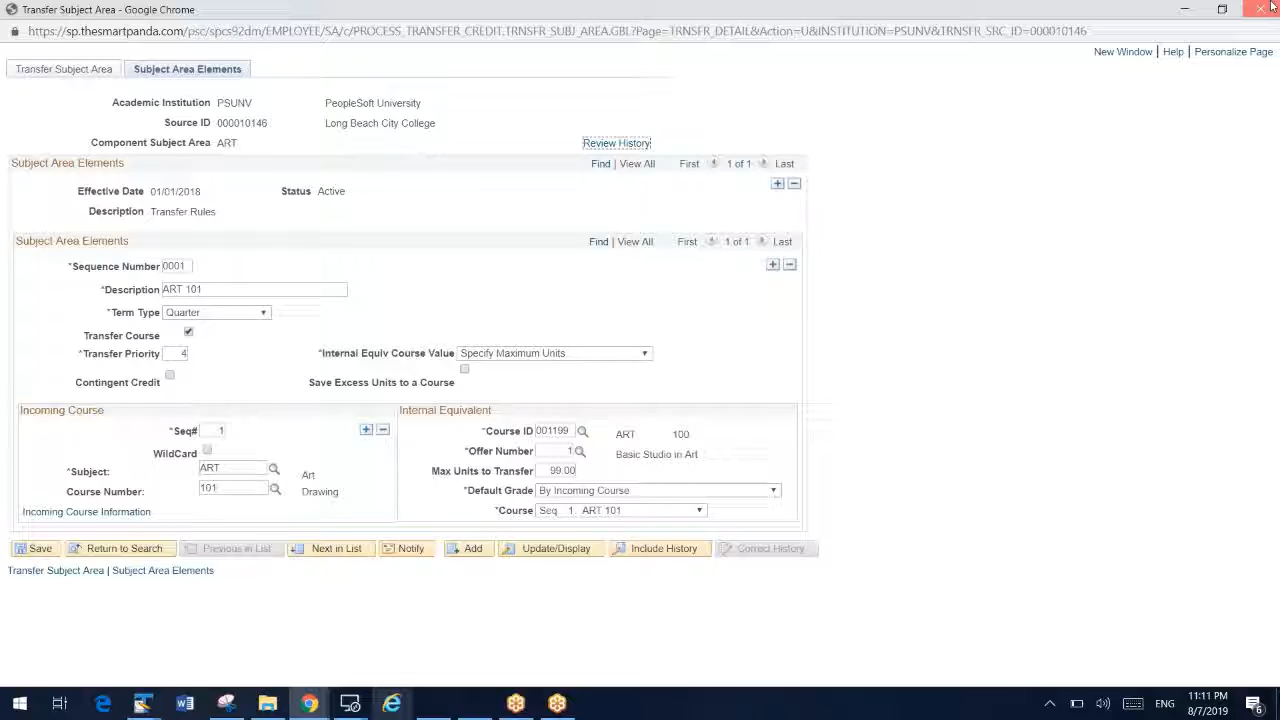 Transfer Subject Area - Google Chrome
https://sp.thesmartpanda.com/psc/spcs92dm/EMPLOYEE/SA/c/PROCESS_TRANSFER_CREDIT.TRNSFR_SUBJ_AREA.GBL?Page=TRNSFR_DETAIL&Action=U&INSTITUTION=PSUNV&TRNSFR_SRC_ID=000010146
New Window | Help | Personalize Page
Transfer Subject Area Subject Area Elements
Academic Institution PSUNV PeopleSoft University
Source ID 000010146 Long Beach City College
Component Subject Area ART Review History
Subject Area Elements Find | View All First 1 of 1 Last
Effective Date 01/01/2018 Status Active
Description Transfer Rules
Subject Area Elements Find | View All First 1 of 1 Last
*Sequence Number 0001
*Description ART 101
*Term Type Quarter
Transfer Course
*Transfer Priority 4 *Internal Equiv Course Value Specify Maximum Units
Contingent Credit Save Excess Units to a Course
Incoming Course Internal Equivalent
*Seq# 1 *Course ID 001199 ART 100
WildCard *Offer Number 1 Basic Studio in Art
*Subject: ART Art Max Units to Transfer 99.00
Course Number: 101 Drawing *Default Grade By Incoming Course
Incoming Course Information *Course Seq 1 ART 101
Save Return to Search Previous in List Next in List Notify Add Update/Display Include History Correct History
Transfer Subject Area | Subject Area Elements
ENG 11:11 PM
8/7/2019 6